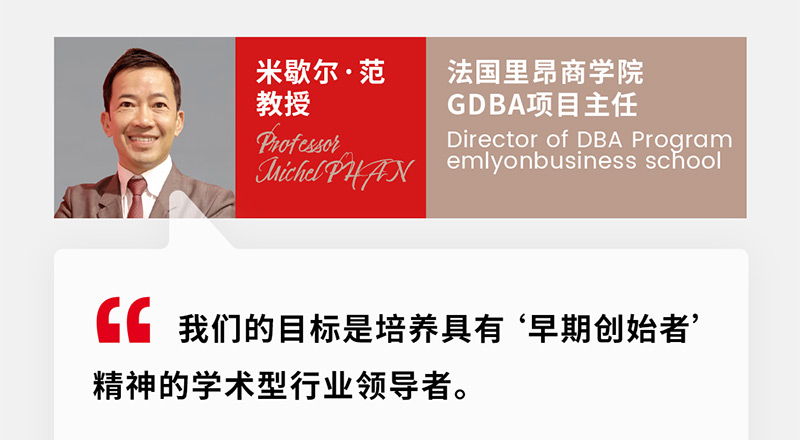 米歇尔·范
教授
Professor
Michel PHAN
法国里昂商学院
GDBA项目主任
Director of DBA Program
emlyonbusiness school
“ 我们的目标是培养具有‘早期创始者’
精神的学术型行业领导者。